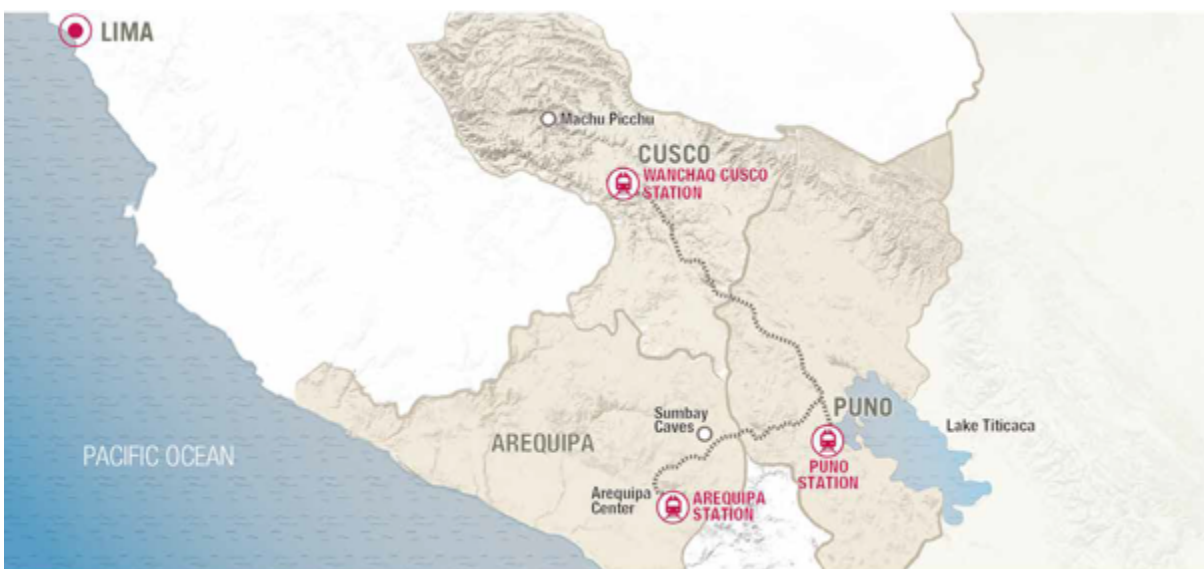 LIMA
Machu Picchu
CUSCO
WANCHAQ CUSCO
STATION
PUNO
Lake Titicaca
Sumbay
Caves
AREQUIPA
PACIFIC OCEAN
PUNO
STATION
Arequipa
Center
AREQUIPA
STATION